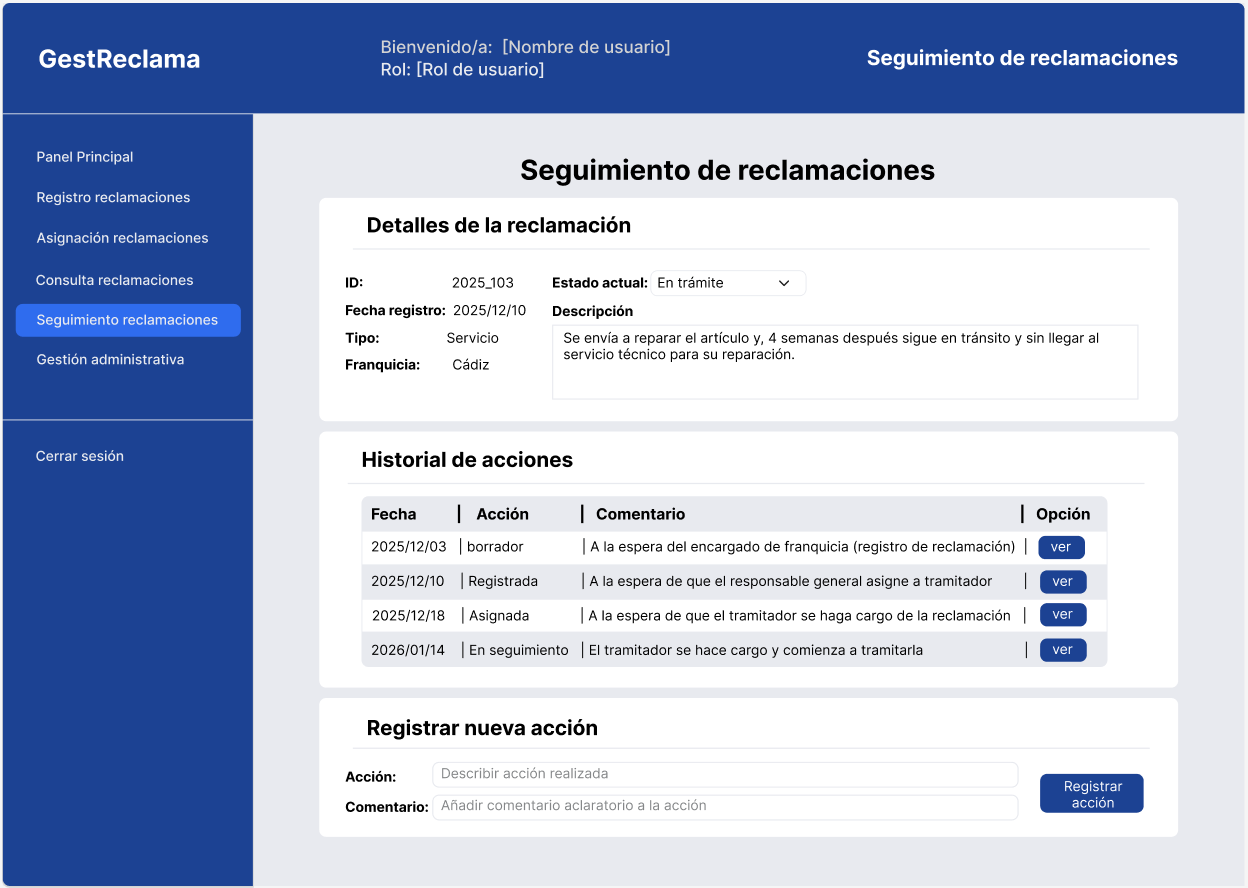 GestReclama
Bienvenido/a: [Nombre de usuario]
Rol: [Rol de usuario]
Seguimiento de reclamaciones
Panel Principal
Registro reclamaciones
Asignación reclamaciones
Consulta reclamaciones
Seguimiento reclamaciones
Gestión administrativa
Cerrar sesión
Seguimiento de reclamaciones
Detalles de la reclamación
ID: 2025_103
Fecha registro: 2025/12/10
Tipo: Servicio
Franquicia: Cádiz
Estado actual: En trámite
Descripción
Se envía a reparar el artículo y, 4 semanas después sigue en tránsito y sin llegar al
servicio técnico para su reparación.
Historial de acciones
Fecha | Acción | Comentario | Opción
2025/12/03 | borrador | A la espera del encargado de franquicia (registro de reclamación) | ver
2025/12/10 | Registrada | A la espera de que el responsable general asigne a tramitador | ver
2025/12/18 | Asignada | A la espera de que el tramitador se haga cargo de la reclamación | ver
2026/01/14 | En seguimiento | El tramitador se hace cargo y comienza a tramitarla | ver
Registrar nueva acción
Acción: Describir acción realizada
Comentario: Añadir comentario aclaratorio a la acción
Registrar
acción